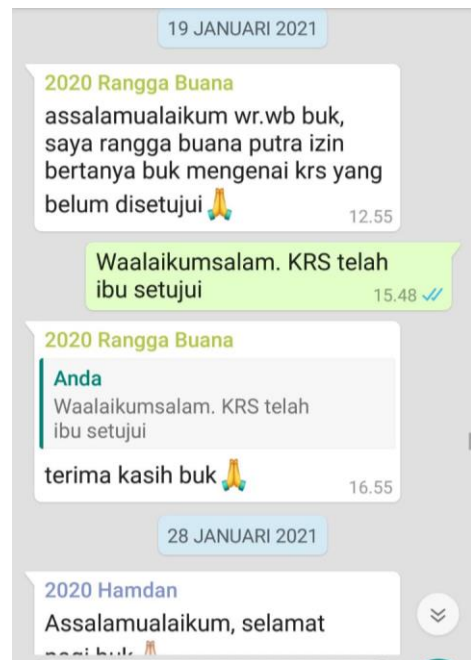 19 JANUARI 2021
2020 Rangga Buana
assalamualaikum wr.wb buk,
saya rangga buana putra izin
bertanya buk mengenai krs yang
belum disetujui 🙏
12.55
Waalaikumsalam. KRS telah
ibu setujui
15.48
2020 Rangga Buana
Anda
Waalaikumsalam. KRS telah
ibu setujui
terima kasih buk 🙏
16.55
28 JANUARI 2021
2020 Hamdan
Assalamualaikum, selamat
pagi buk 🙏